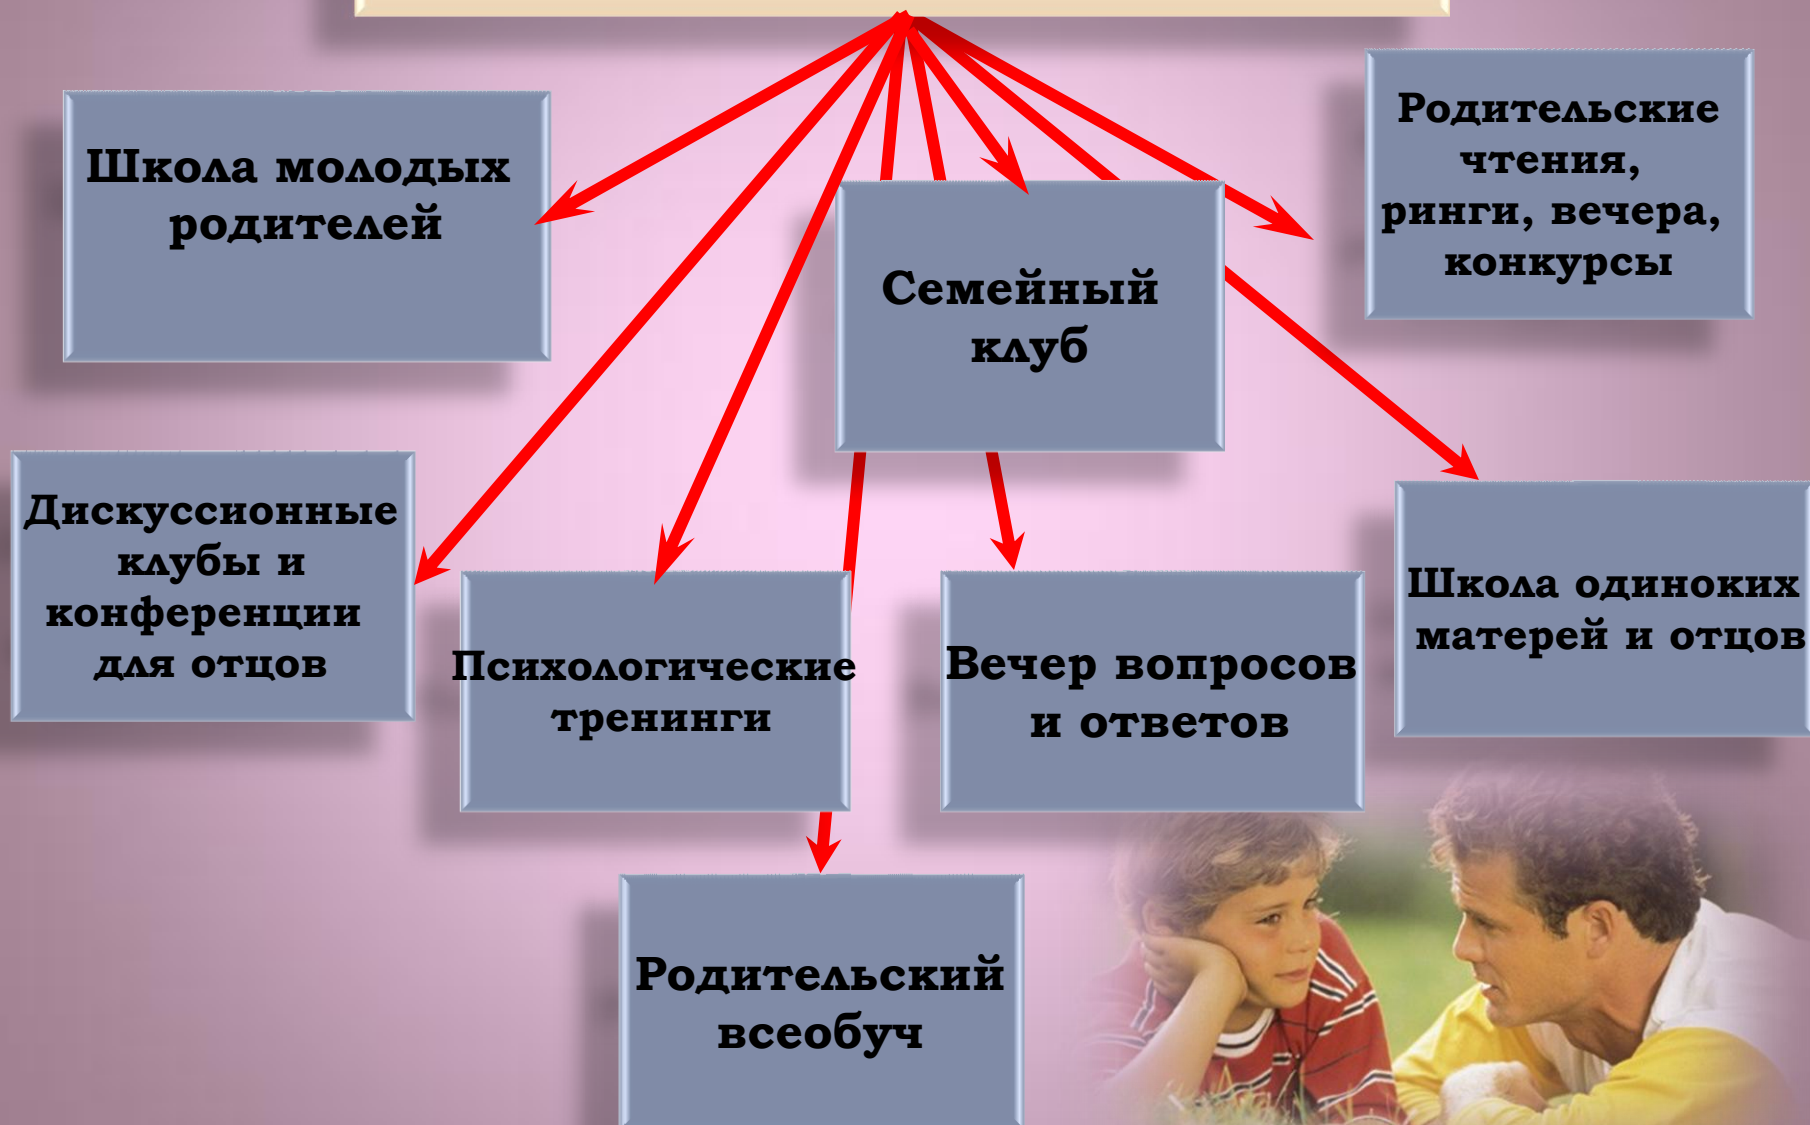 Школа молодых
родителей
Семейный
клуб
Родительские
чтения,
ринги, вечера,
конкурсы
Дискуссионные
клубы и
конференции
для отцов
Психологические
тренинги
Вечер вопросов
и ответов
Школа одиноких
матерей и отцов
Родительский
всеобуч